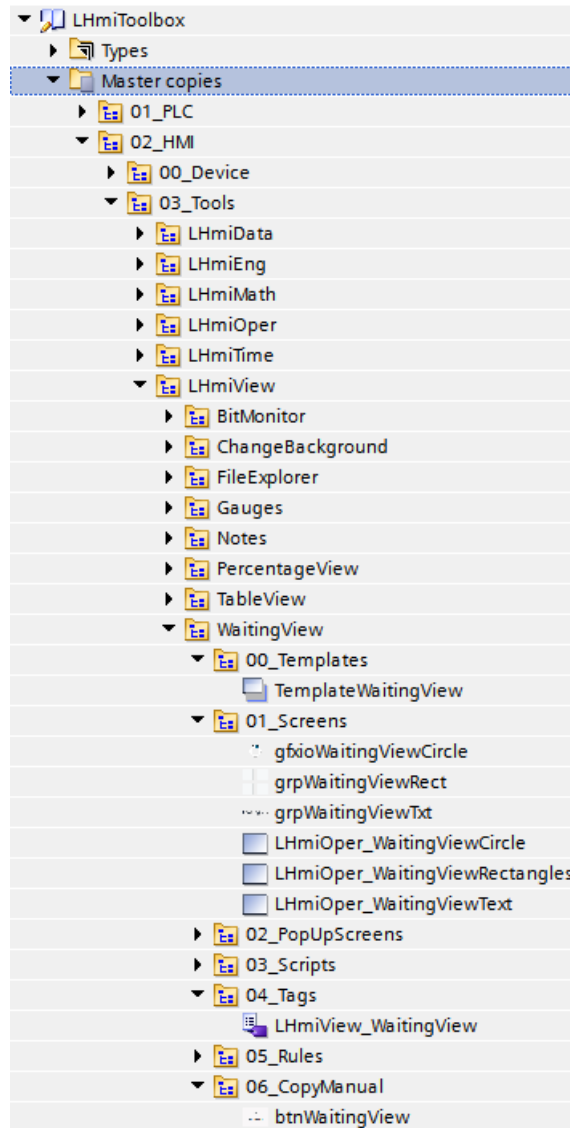 LHmiToolbox
Types
Master copies
01_PLC
02_HMI
00_Device
03_Tools
LHmiData
LHmiEng
LHmiMath
LHmiOper
LHmiTime
LHmiView
BitMonitor
ChangeBackground
FileExplorer
Gauges
Notes
PercentageView
TableView
WaitingView
00_Templates
TemplateWaitingView
01_Screens
gfxioWaitingViewCircle
grpWaitingViewRect
grpWaitingViewTxt
LHmiOper_WaitingViewCircle
LHmiOper_WaitingViewRectangles
LHmiOper_WaitingViewText
02_PopUpScreens
03_Scripts
04_Tags
LHmiView_WaitingView
05_Rules
06_CopyManual
btnWaitingView